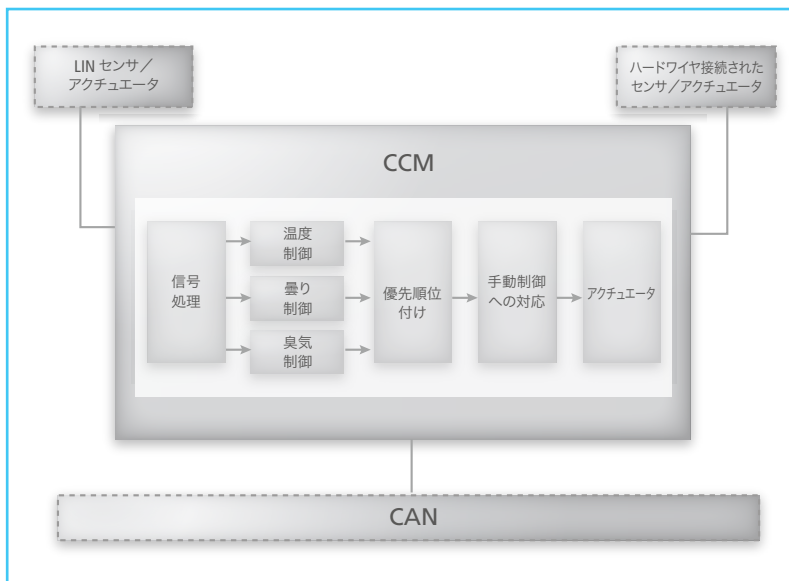 LIN センサ／
アクチュエータ
ハードワイヤ接続された
センサ／アクチュエータ
CCM
信号
処理
温度
制御
曇り
制御
臭気
制御
優先順位
付け
手動制御
への対応
アクチュエータ
CAN